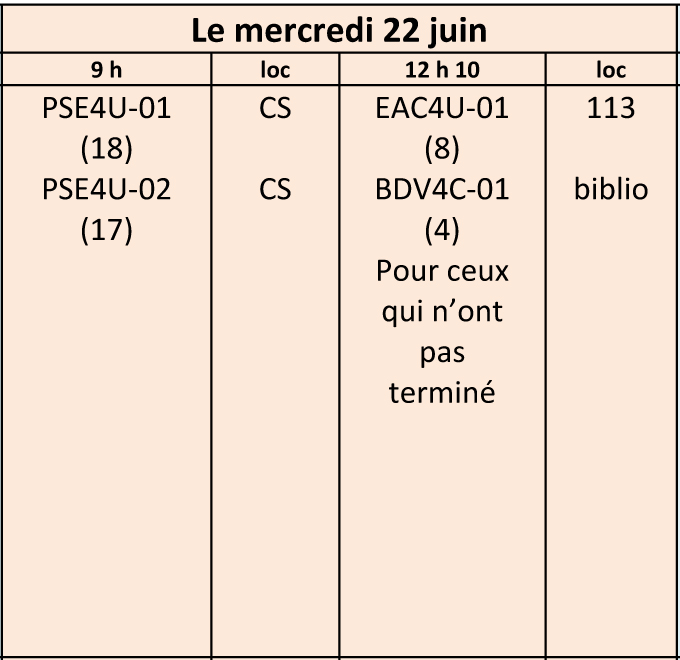 Le mercredi 22 juin
9 h loc 12 h 10 loc
PSE4U-01 CS EAC4U-01 113
(18) (8)
PSE4U-02 CS BDV4C-01 biblio
(17) (4)
Pour ceux
qui n’ont
pas
terminé